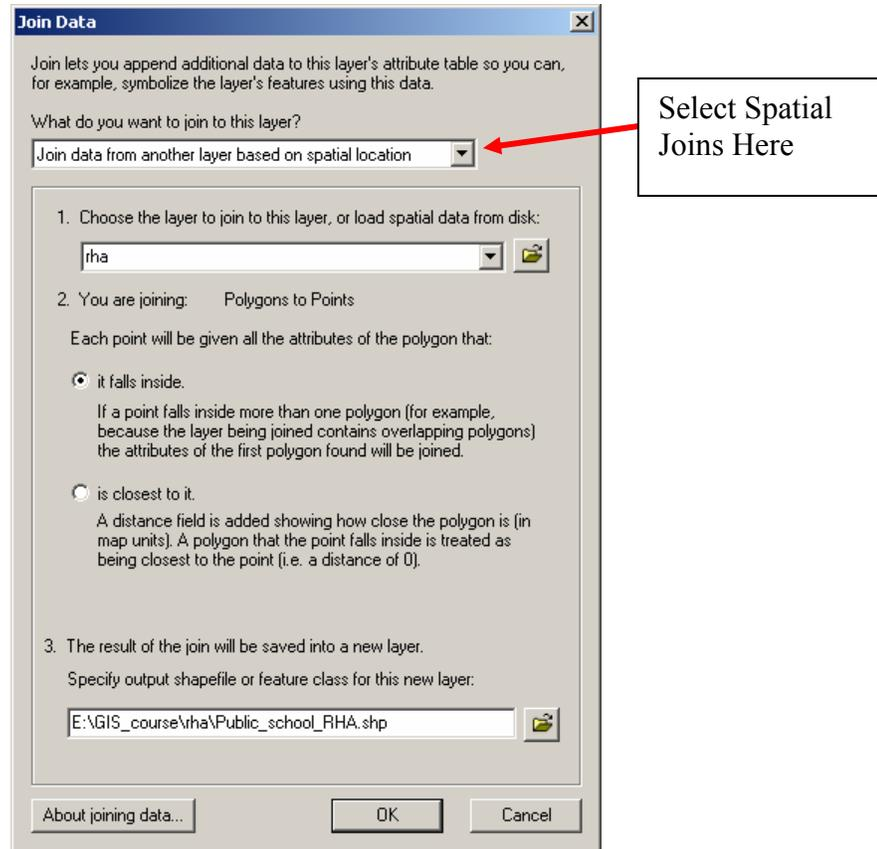 Join Data
Join lets you append additional data to this layer's attribute table so you can,
for example, symbolize the layer's features using this data.
What do you want to join to this layer?
Join data from another layer based on spatial location
Select Spatial
Joins Here
1. Choose the layer to join to this layer, or load spatial data from disk:
rha
2. You are joining: Polygons to Points
Each point will be given all the attributes of the polygon that:
it falls inside.
If a point falls inside more than one polygon (for example,
because the layer being joined contains overlapping polygons)
the attributes of the first polygon found will be joined.
is closest to it.
A distance field is added showing how close the polygon is (in
map units). A polygon that the point falls inside is treated as
being closest to the point (i.e. a distance of 0).
3. The result of the join will be saved into a new layer.
Specify output shapefile or feature class for this new layer:
E:\GIS_course\rha\Public_school_RHA.shp
About joining data... OK Cancel